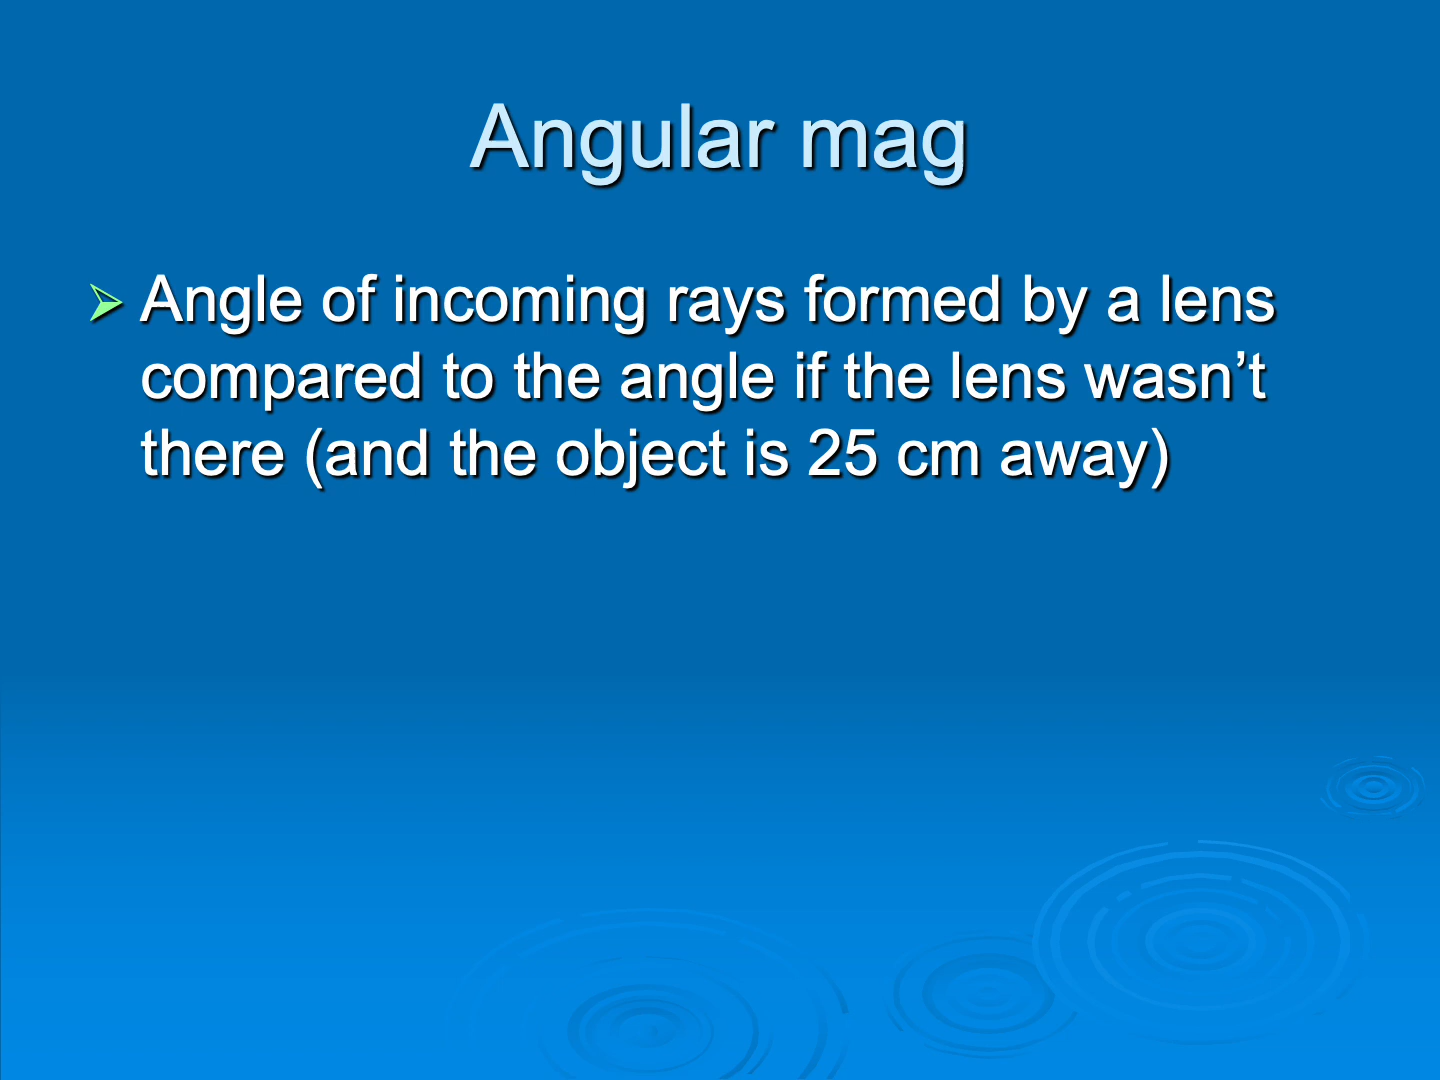 Angular mag
Angle of incoming rays formed by a lens
compared to the angle if the lens wasn’t
there (and the object is 25 cm away)